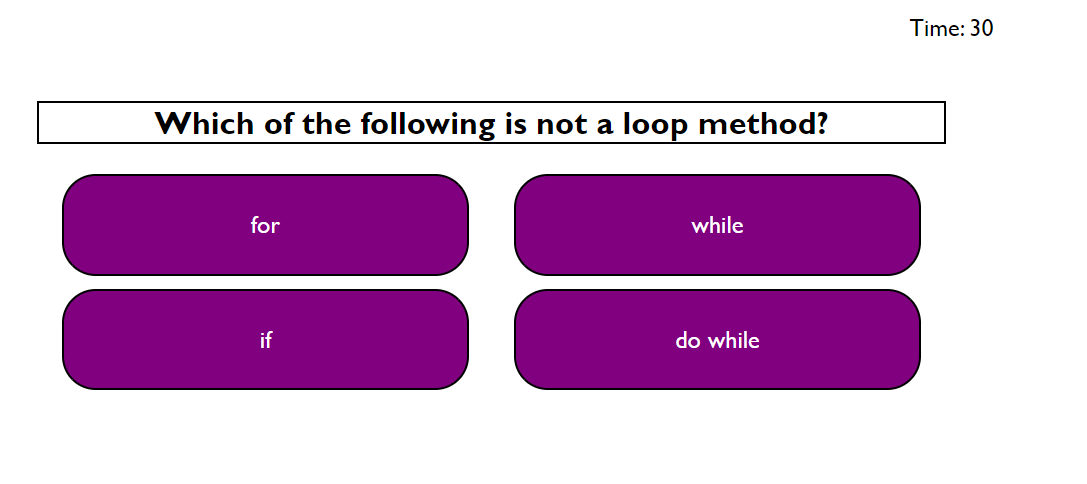 Time: 30
Which of the following is not a loop method?
for
while
if
do while